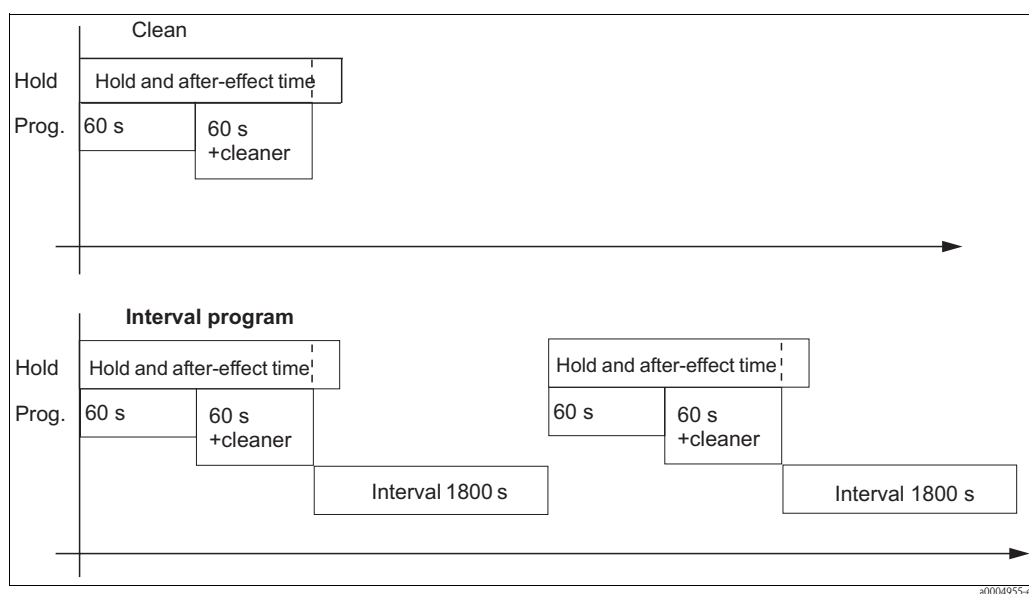 Clean
Hold
Hold and after-effect time
Prog.
60 s
60 s
+cleaner
Interval program
Hold
Hold and after-effect time
Hold and after-effect time
Prog.
60 s
60 s
+cleaner
60 s
60 s
+cleaner
Interval 1800 s
Interval 1800 s